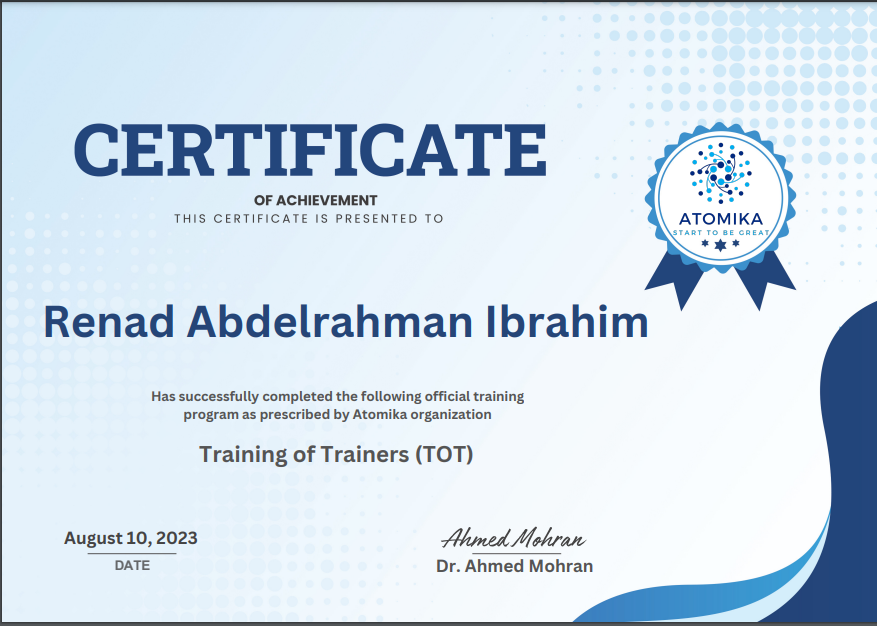 CERTIFICATE
OF ACHIEVEMENT
THIS CERTIFICATE IS PRESENTED TO
ATOMIKA
START TO BE GREAT
Renad Abdelrahman Ibrahim
Has successfully completed the following official training
program as prescribed by Atomika organization
Training of Trainers (TOT)
August 10, 2023
DATE
Ahmed Mohran
Dr. Ahmed Mohran